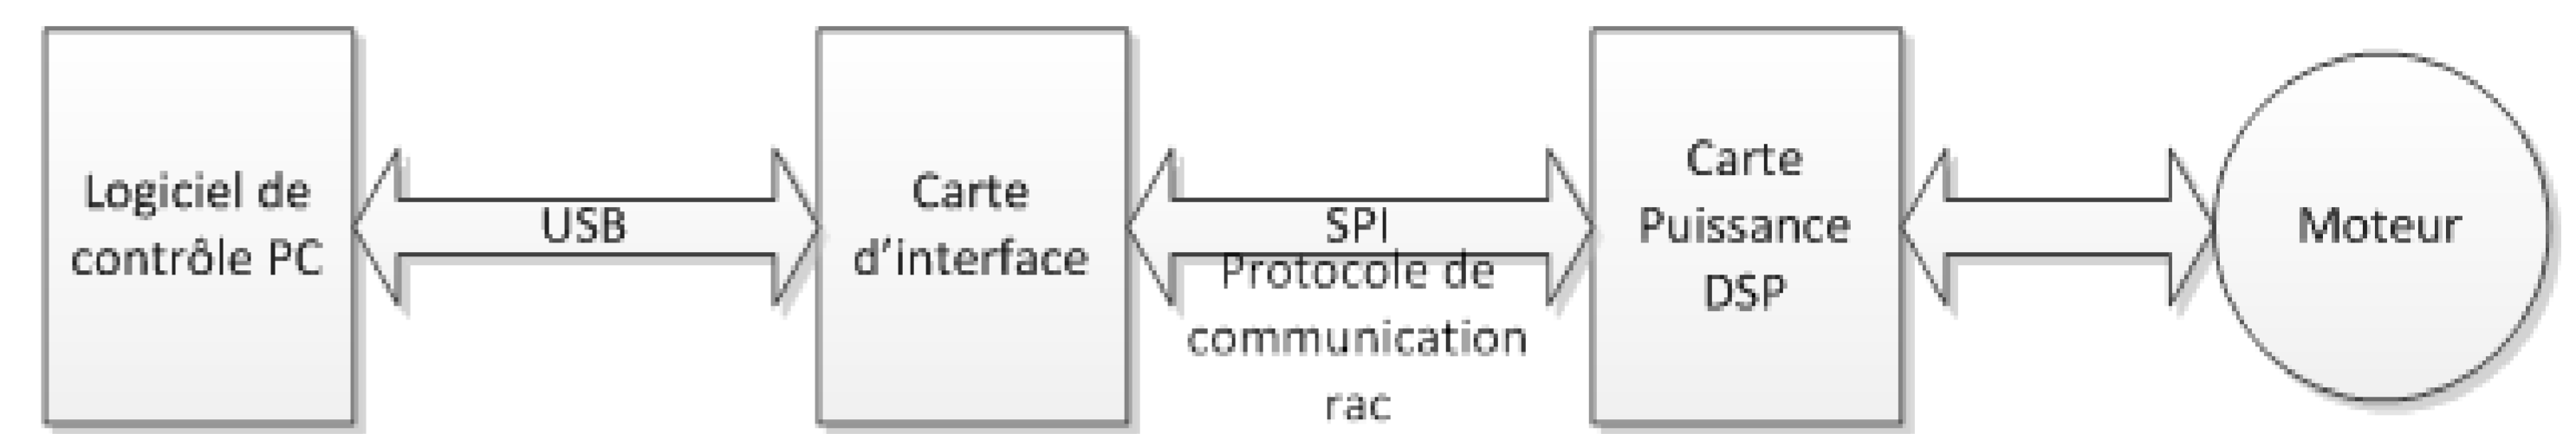 Logiciel de
contrôle PC
USB
Carte
d'interface
SPI
Protocole de
communication
rac
Carte
Puissance
DSP
Moteur